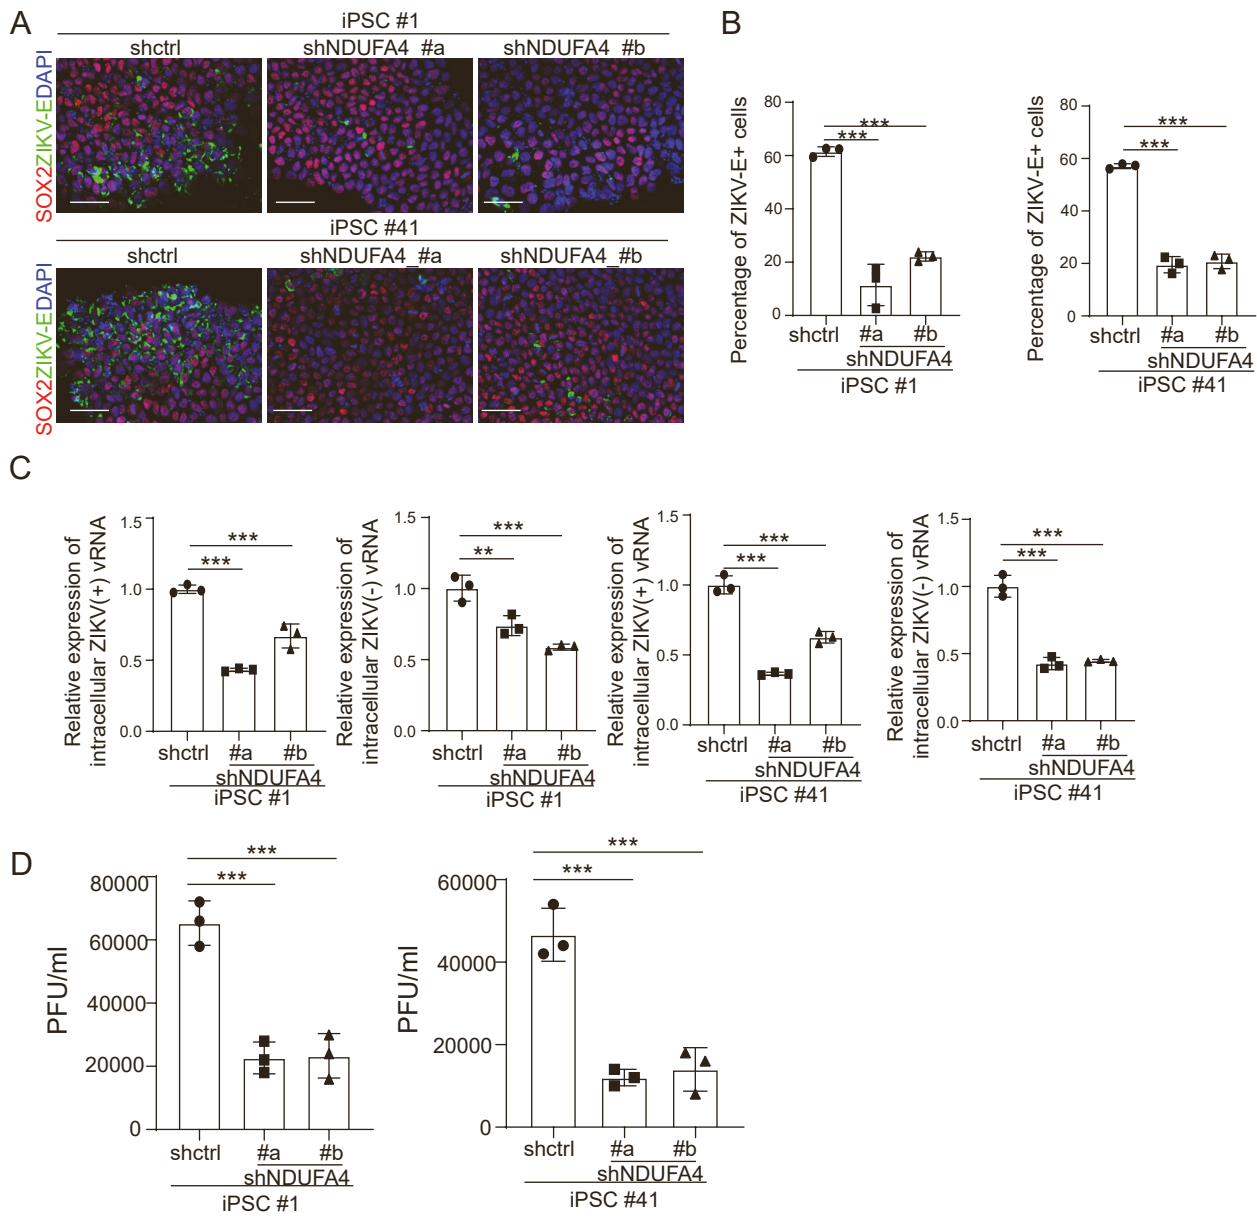 A
iPSC #1
shctrl
shNDUFA4_#a
shNDUFA4_#b
SOX2ZIKV-EDAPI
iPSC #41
shctrl
shNDUFA4_#a
shNDUFA4_#b
SOX2ZIKV-EDAPI
B
Percentage of ZIKV-E+ cells
80
60
40
20
0
***
***
shctrl
#a
#b
shNDUFA4
iPSC #1
Percentage of ZIKV-E+ cells
80
60
40
20
0
***
***
shctrl
#a
#b
shNDUFA4
iPSC #41
C
Relative expression of
intracellular ZIKV(+) vRNA
1.5
1.0
0.5
0.0
***
***
shctrl
#a
#b
shNDUFA4
iPSC #1
Relative expression of
intracellular ZIKV(-) vRNA
1.5
1.0
0.5
0.0
***
**
shctrl
#a
#b
shNDUFA4
iPSC #1
Relative expression of
intracellular ZIKV(+) vRNA
1.5
1.0
0.5
0.0
***
***
shctrl
#a
#b
shNDUFA4
iPSC #41
Relative expression of
intracellular ZIKV(-) vRNA
1.5
1.0
0.5
0.0
***
***
shctrl
#a
#b
shNDUFA4
iPSC #41
D
PFU/ml
80000
60000
40000
20000
0
***
***
shctrl
#a
#b
shNDUFA4
iPSC #1
PFU/ml
60000
40000
20000
0
***
***
shctrl
#a
#b
shNDUFA4
iPSC #41